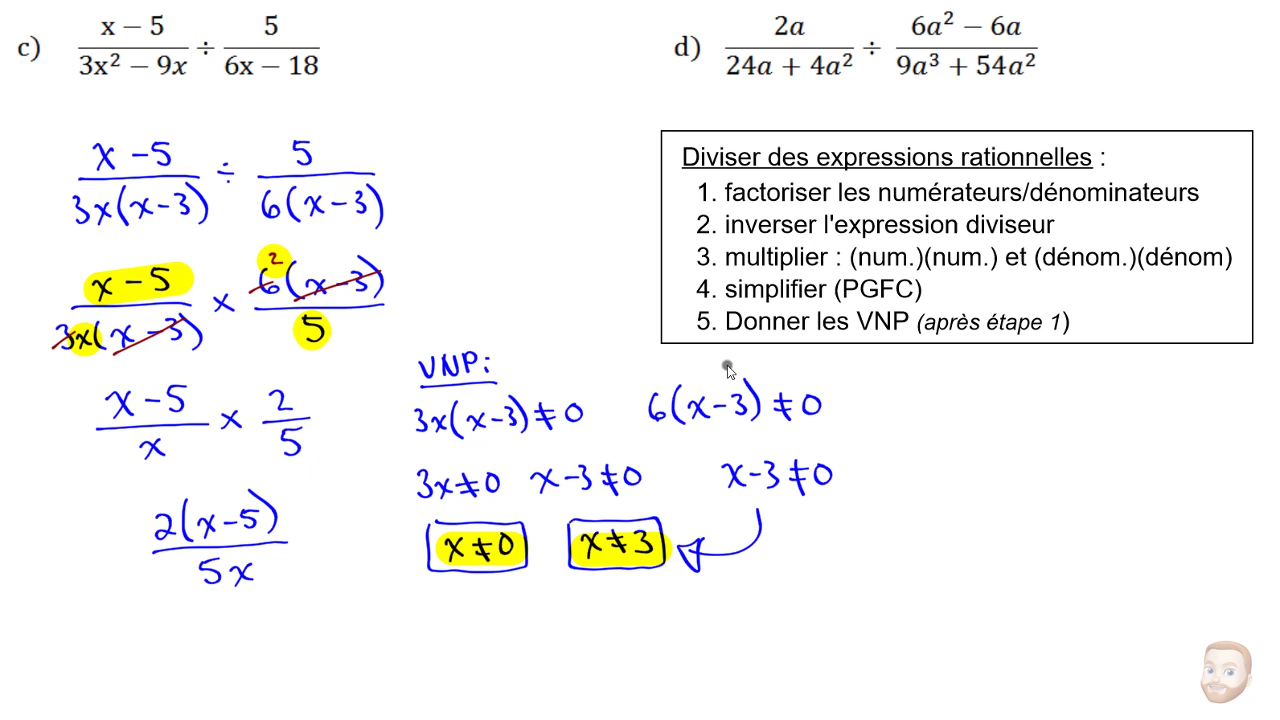 c) (x − 5)/(3x² − 9x) ÷ 5/(6x − 18)
d) 2a/(24a + 4a²) ÷ (6a² − 6a)/(9a³ + 54a²)
Diviser des expressions rationnelles :
1. factoriser les numérateurs/dénominateurs
2. inverser l'expression diviseur
3. multiplier : (num.)(num.) et (dénom.)(dénom)
4. simplifier (PGFC)
5. Donner les VNP (après étape 1)
x − 5
3x(x−3)
÷
5
6(x−3)
x − 5
3x(x−3)
×
2
6(x−3)
5
x−5
x
×
2
5
2(x−5)
5x
VNP:
3x(x−3)≠0 6(x−3)≠0
3x≠0 x−3≠0 x−3≠0
x≠0 x≠3